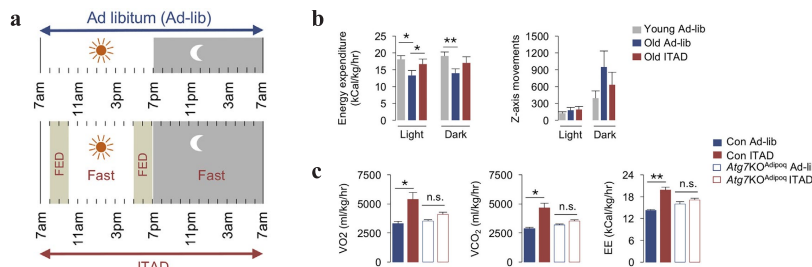 a
Ad libitum (Ad-lib)
7am 11am 3pm 7pm 11pm 3am 7am
FED Fast FED Fast
7am 11am 3pm 7pm 11pm 3am 7am
ITAD
b
Young Ad-lib
Old Ad-lib
Old ITAD
Energy expenditure
(kCal/kg/hr)
25
20
15
10
5
0
* * **
Light Dark
Z-axis movements
1500
1200
900
600
300
0
Light Dark
c
Con Ad-lib
Con ITAD
Atg7KOAdipoq Ad-li
Atg7KOAdipoq ITAD
VO2 (ml/kg/hr)
7500
5000
2500
0
* n.s.
VCO2 (ml/kg/hr)
7500
5000
2500
0
* n.s.
EE (kCal/kg/hr)
24
18
12
6
0
** n.s.